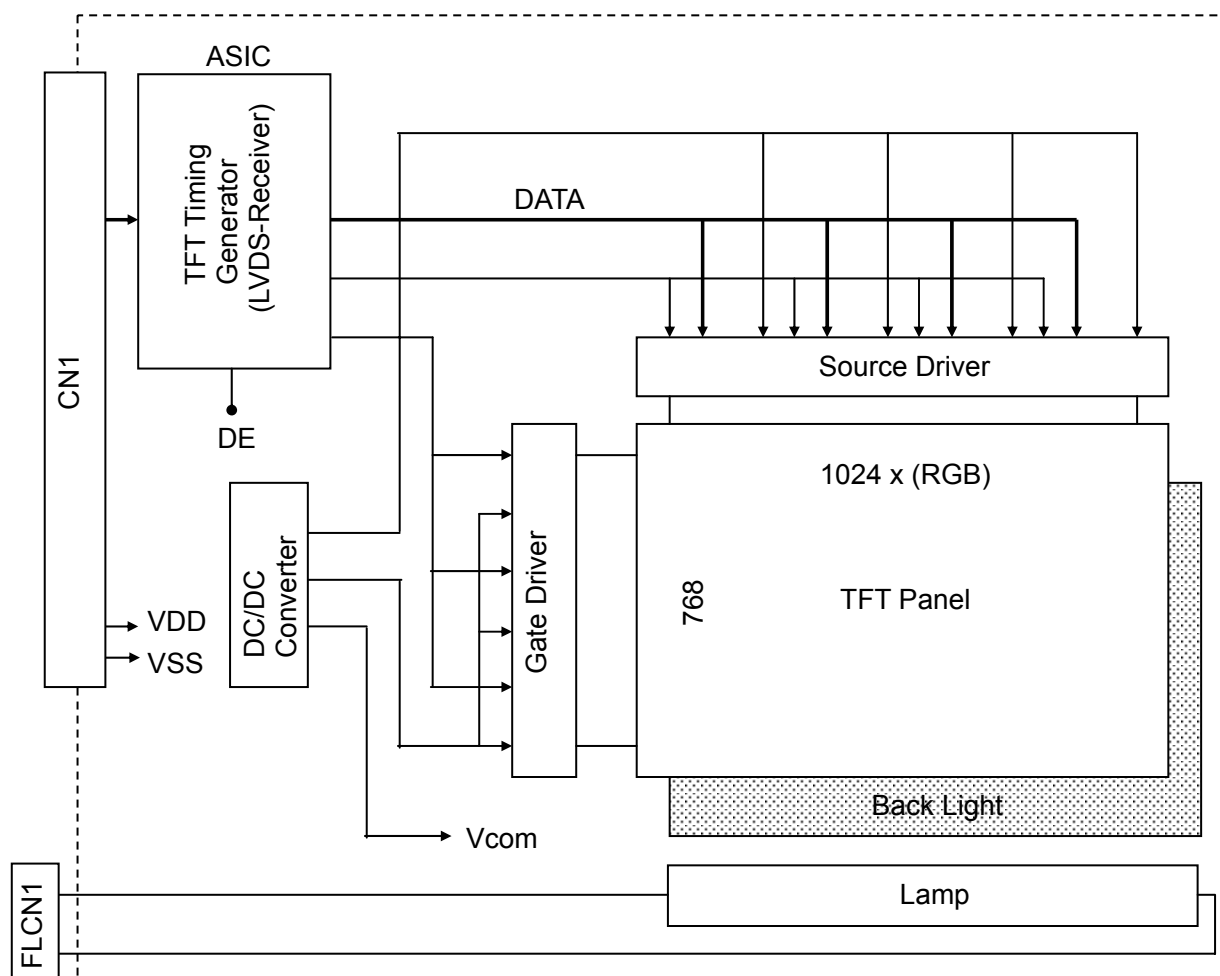 ASIC
CN1
TFT Timing
Generator
(LVDS-Receiver)
DATA
Source Driver
DE
1024 x (RGB)
768
TFT Panel
Gate Driver
DC/DC
Converter
VDD
VSS
Back Light
Vcom
FLCN1
Lamp